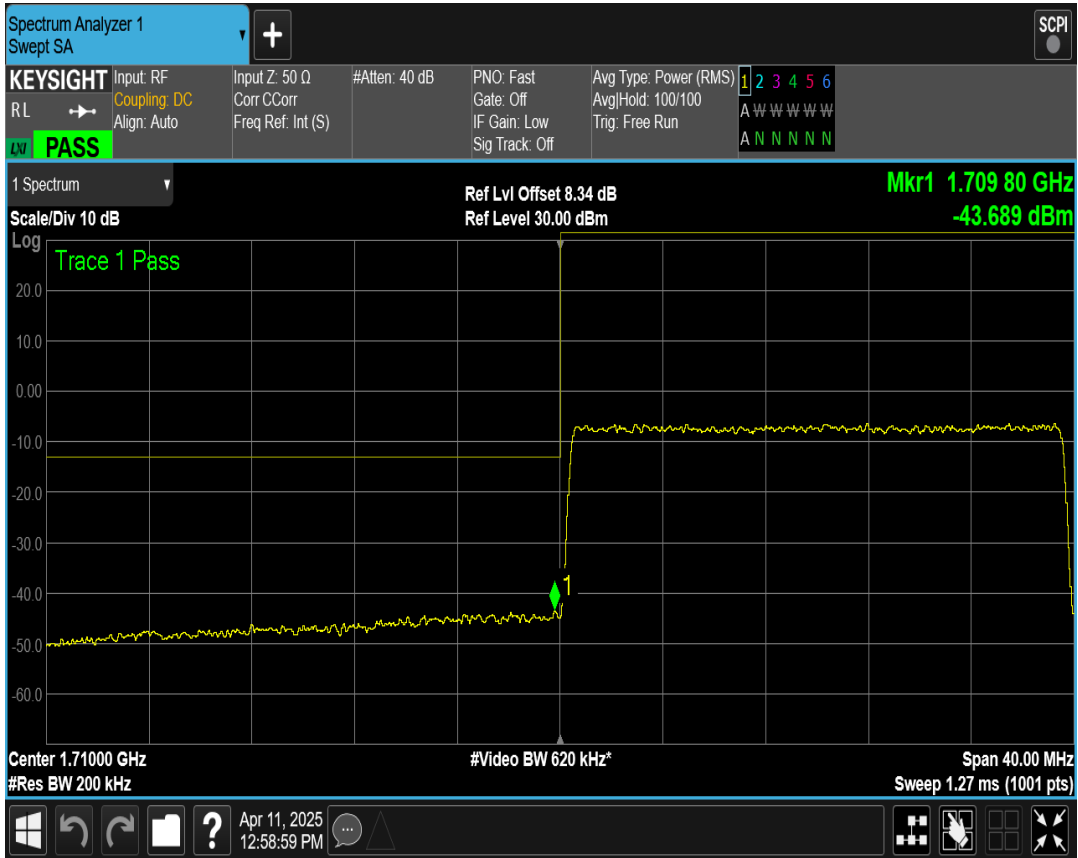 Spectrum Analyzer 1
Swept SA
+
SCPI
KEYSIGHT
R L
LXI PASS
Input: RF
Coupling: DC
Align: Auto
Input Z: 50 Ω
Corr CCorr
Freq Ref: Int (S)
#Atten: 40 dB
PNO: Fast
Gate: Off
IF Gain: Low
Sig Track: Off
Avg Type: Power (RMS)
Avg|Hold: 100/100
Trig: Free Run
1 2 3 4 5 6
A W W W W W
A N N N N N
1 Spectrum
Scale/Div 10 dB
Ref Lvl Offset 8.34 dB
Ref Level 30.00 dBm
Mkr1 1.709 80 GHz
-43.689 dBm
Log
Trace 1 Pass
20.0
10.0
0.00
-10.0
-20.0
-30.0
-40.0
1
-50.0
-60.0
Center 1.71000 GHz
#Video BW 620 kHz*
Span 40.00 MHz
#Res BW 200 kHz
Sweep 1.27 ms (1001 pts)
?
Apr 11, 2025
12:58:59 PM